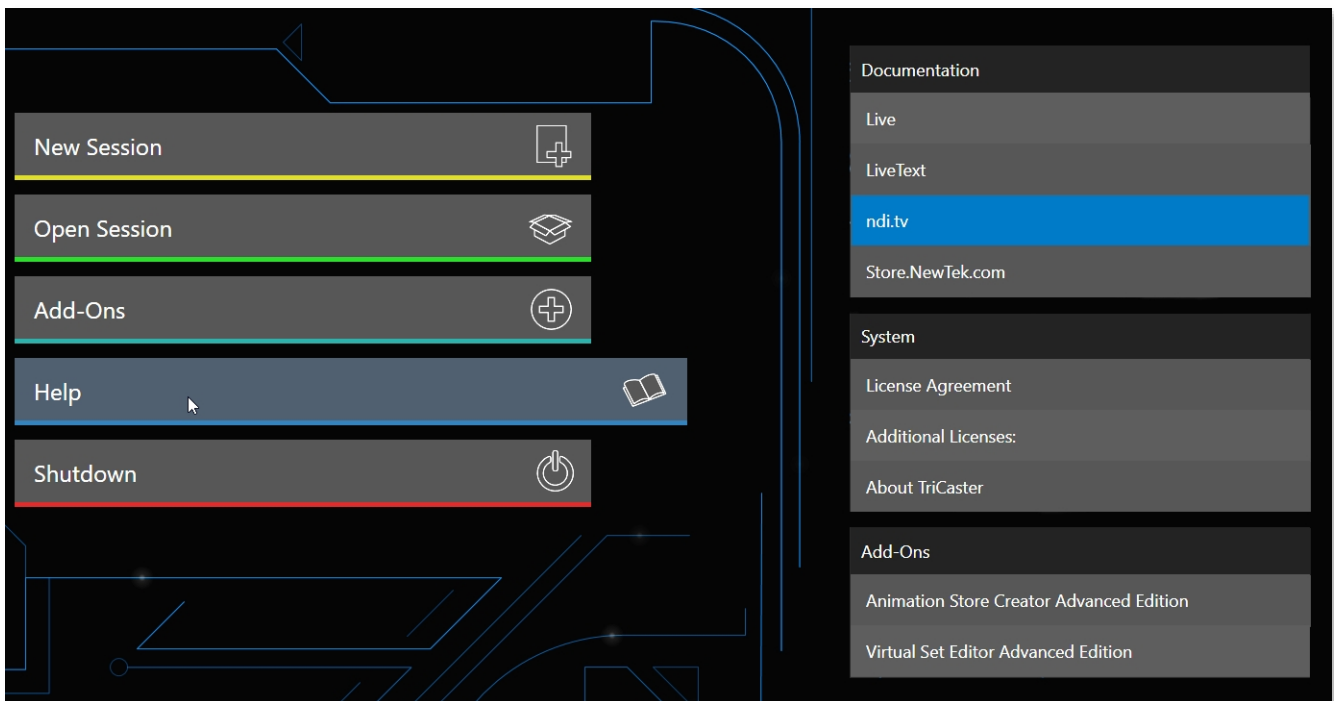 New Session
Open Session
Add-Ons
Help
Shutdown
Documentation
Live
LiveText
ndi.tv
Store.NewTek.com
System
License Agreement
Additional Licenses:
About TriCaster
Add-Ons
Animation Store Creator Advanced Edition
Virtual Set Editor Advanced Edition